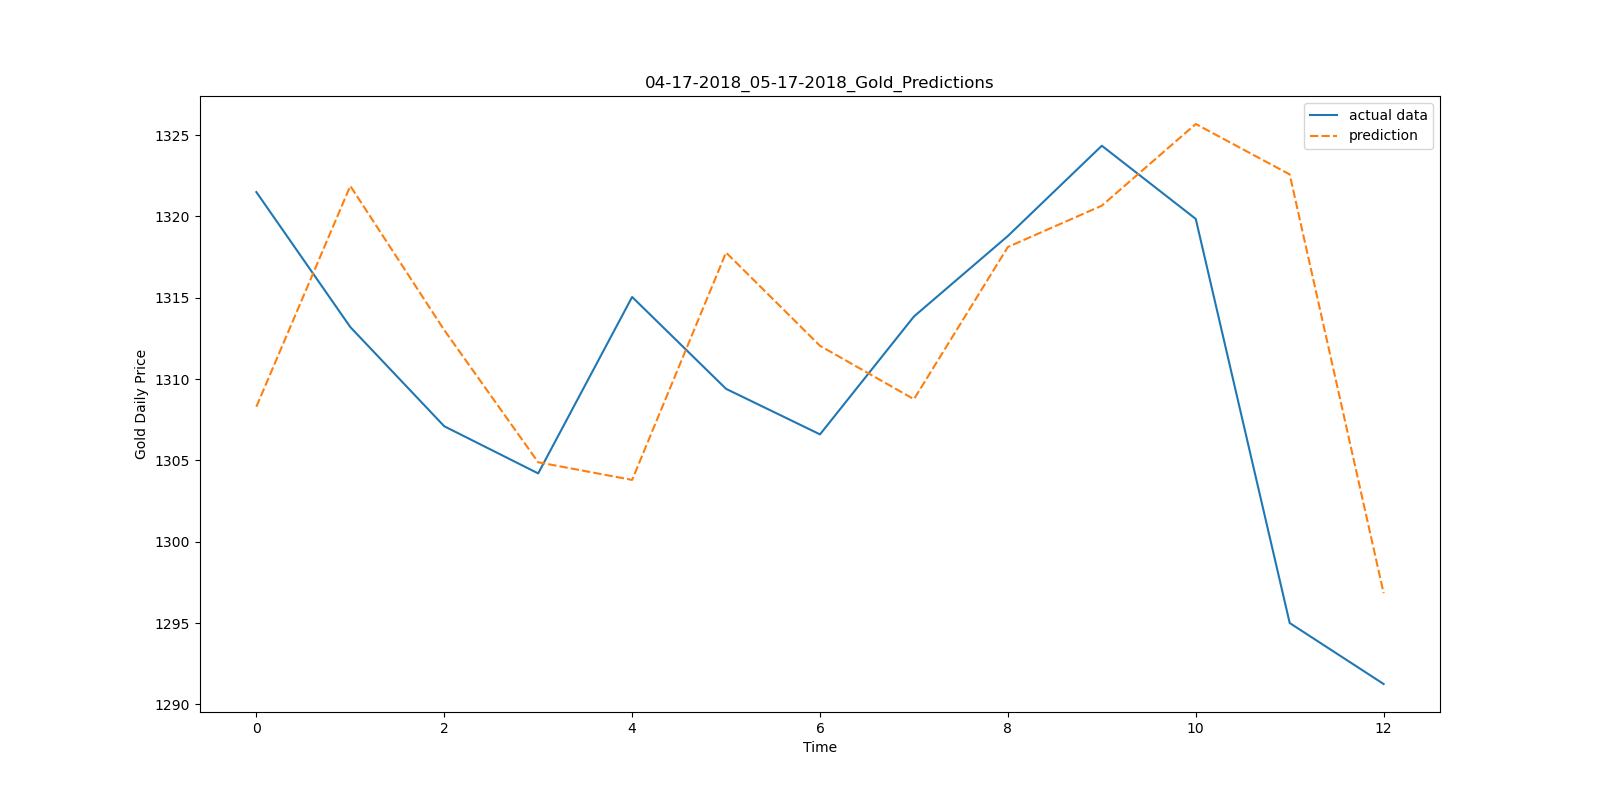 04-17-2018_05-17-2018_Gold_Predictions
actual data
prediction
Gold Daily Price
1325
1320
1315
1310
1305
1300
1295
1290
0 2 4 6 8 10 12
Time